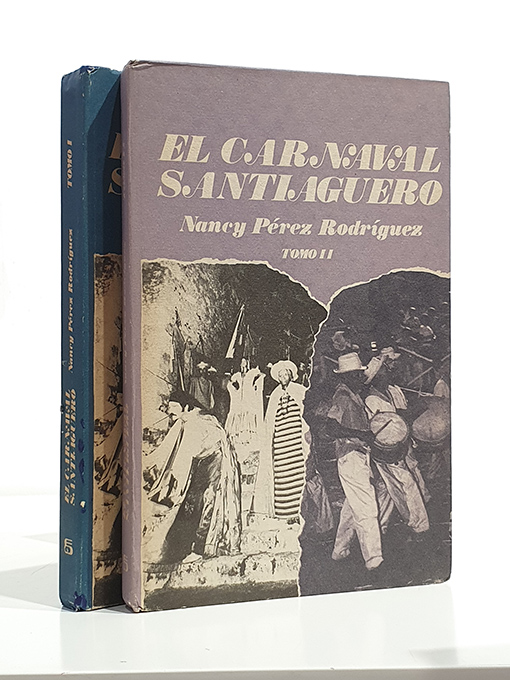 EL CARNAVAL
SANTIAGUERO
Nancy Pérez Rodríguez
TOMO II
EL CARNAVAL
SANTIAGUERO
Nancy Pérez Rodríguez
TOMO I